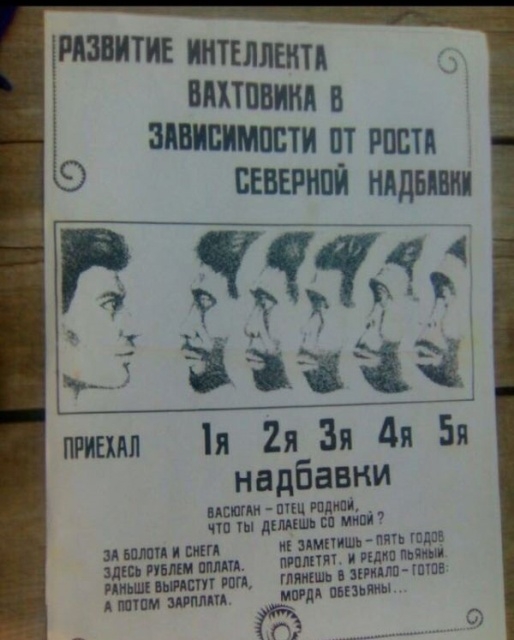 РАЗВИТИЕ ИНТЕЛЛЕКТА
ВАХТОВИКА В
ЗАВИСИМОСТИ ОТ РОСТА
СЕВЕРНОЙ НАДБАВКИ
ПРИЕХАЛ 1я 2я 3я 4я 5я
надбавки
ВАСЮГАН – ОТЕЦ РОДНОЙ,
ЧТО ТЫ ДЕЛАЕШЬ СО МНОЙ?
ЗА БОЛОТА И СНЕГА
ЗДЕСЬ РУБЛЕМ ОПЛАТА.
РАНЬШЕ ВЫРАСТУТ РОГА,
А ПОТОМ ЗАРПЛАТА.
НЕ ЗАМЕТИШЬ – ПЯТЬ ГОДОВ
ПРОЛЕТЯТ, И РЕДКО ПЬЯНЫЙ.
ГЛЯНЕШЬ В ЗЕРКАЛО – ГОТОВ:
МОРДА ОБЕЗЬЯНЫ...